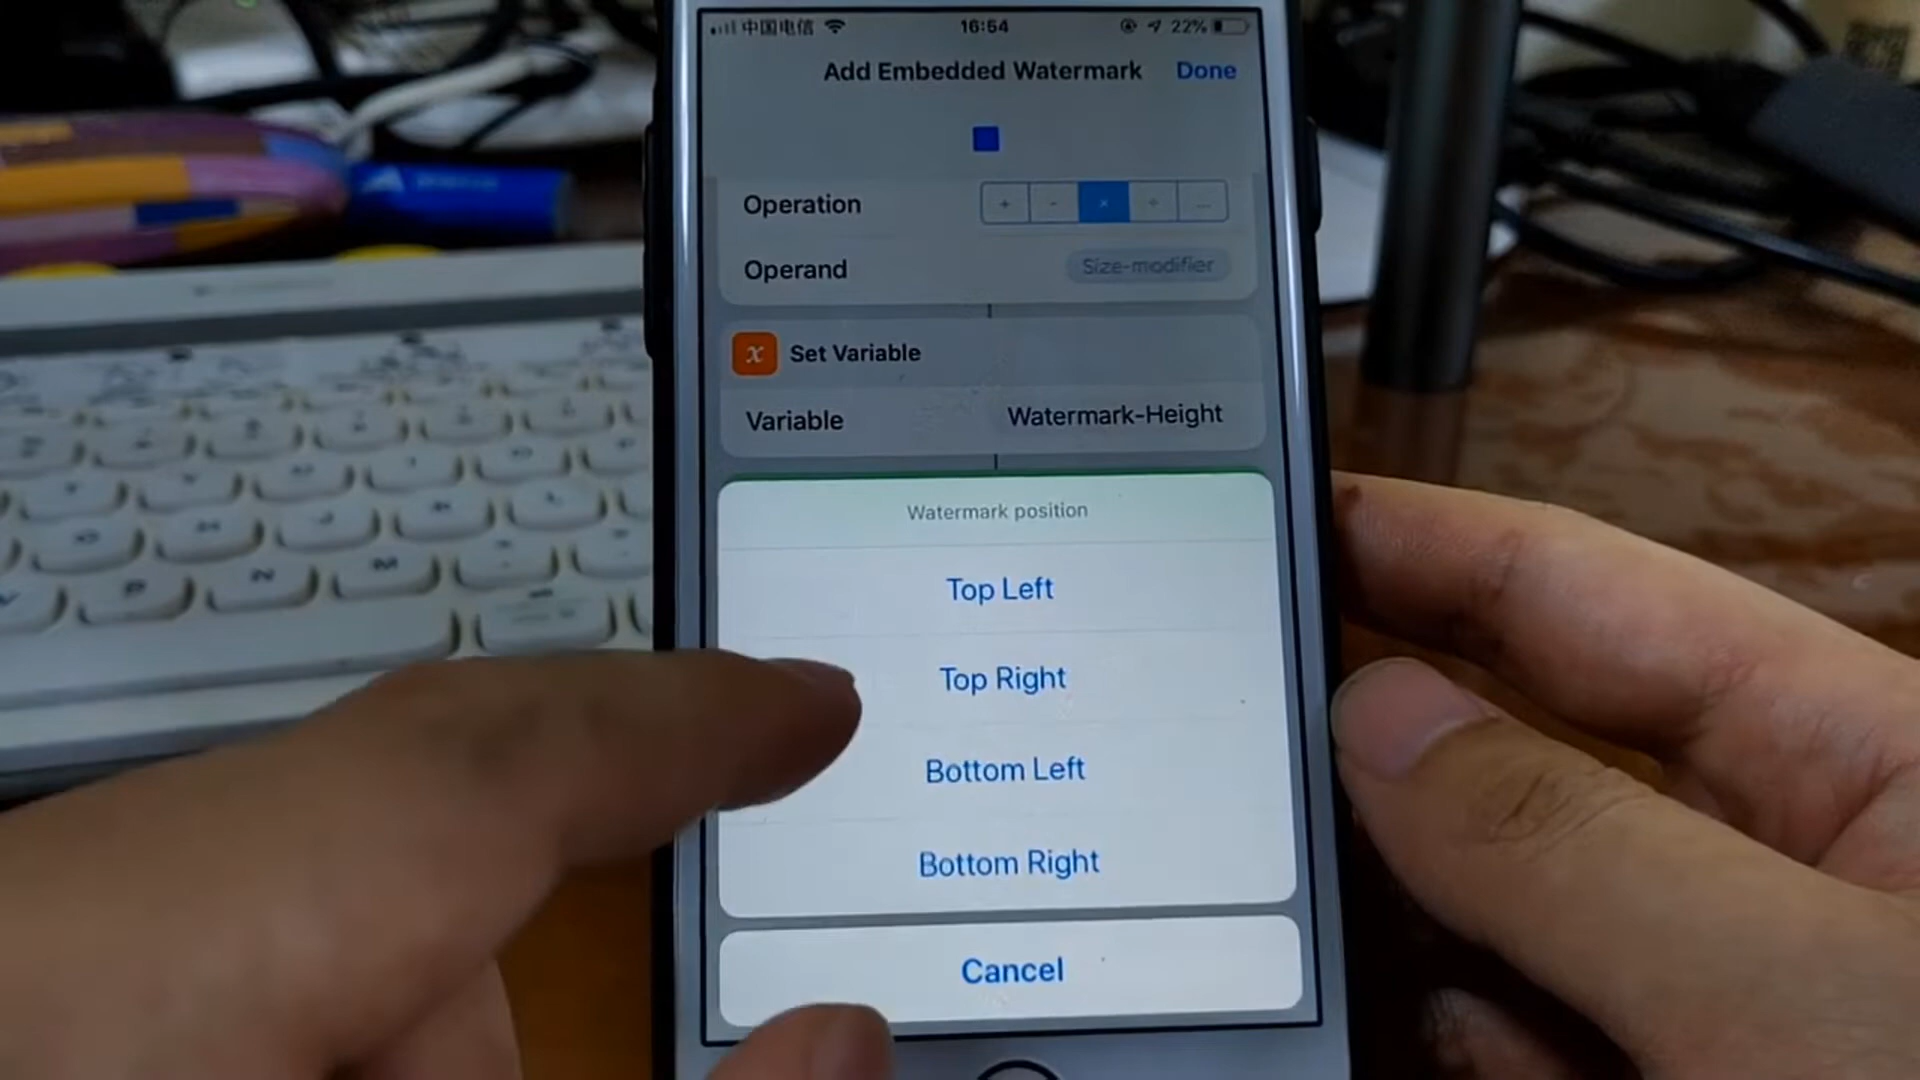 中国电信 16:54 22%
Add Embedded Watermark Done
Operation + - × ÷ ...
Operand Size-modifier
x Set Variable
Variable Watermark-Height
Watermark position
Top Left
Top Right
Bottom Left
Bottom Right
Cancel